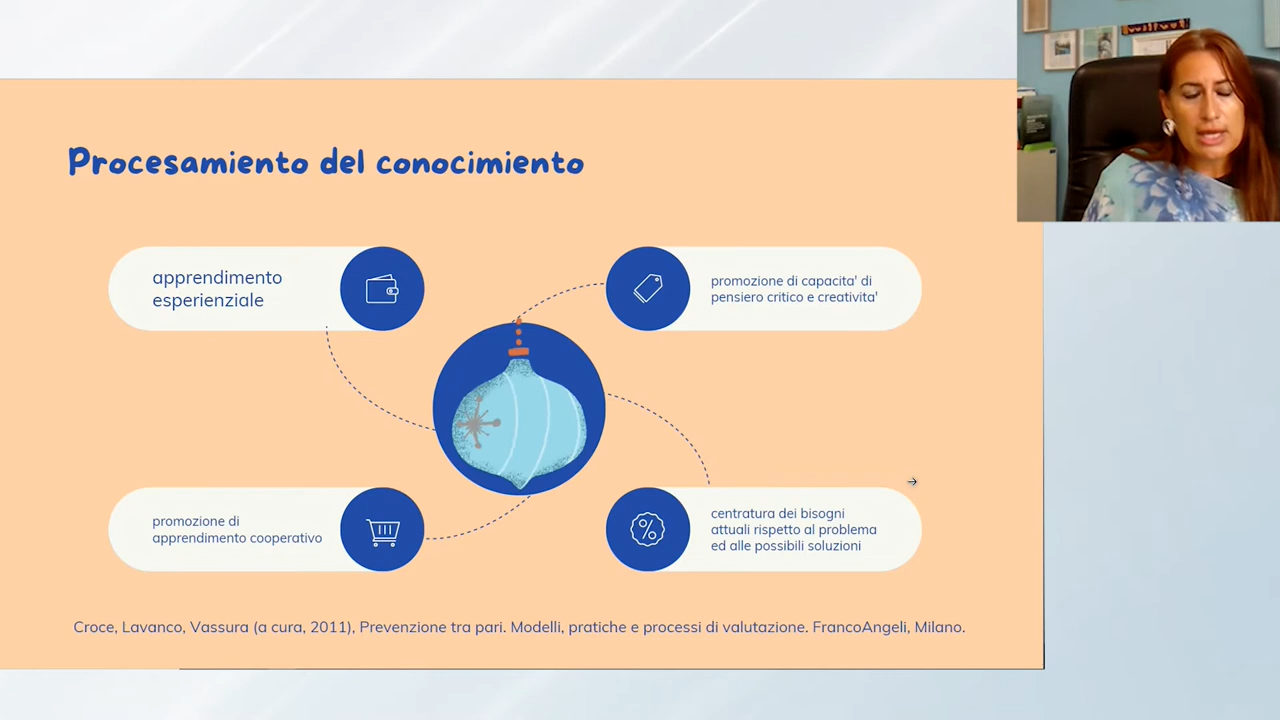 Procesamiento del conocimiento
apprendimento
esperienziale
promozione di capacita' di
pensiero critico e creativita'
promozione di
apprendimento cooperativo
centratura dei bisogni
attuali rispetto al problema
ed alle possibili soluzioni
Croce, Lavanco, Vassura (a cura, 2011), Prevenzione tra pari. Modelli, pratiche e processi di valutazione. FrancoAngeli, Milano.